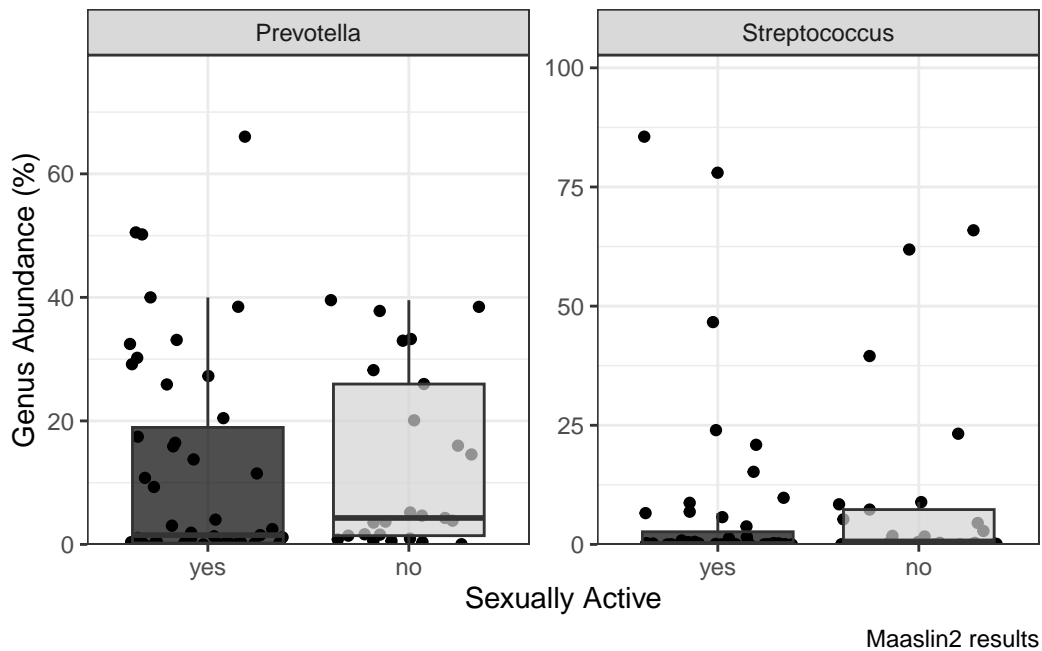 Prevotella
Streptococcus
Genus Abundance (%)
60
40
20
0
100
75
50
25
0
yes
no
yes
no
Sexually Active
Maaslin2 results